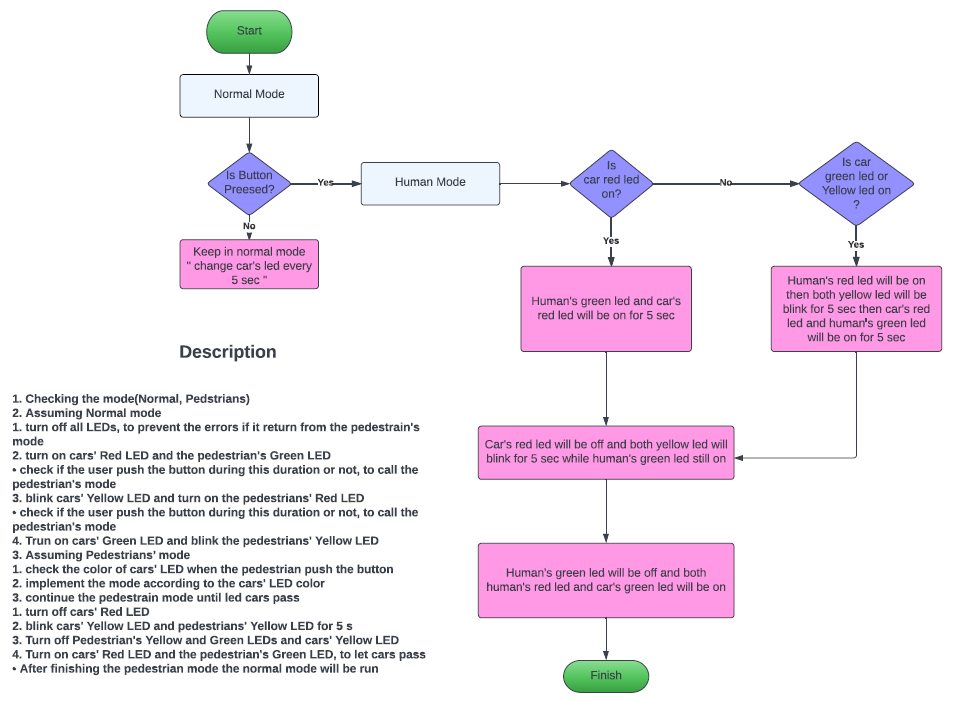 Start
Normal Mode
Is Button
Preesed?
Yes
Human Mode
Is
car red led
on?
No
Is car
green led or
Yellow led on
?
No
Keep in normal mode
" change car's led every
5 sec "
Yes
Yes
Human's green led and car's
red led will be on for 5 sec
Human's red led will be on
then both yellow led will be
blink for 5 sec then car's red
led and human's green led
will be on for 5 sec
Description
1. Checking the mode(Normal, Pedstrians)
2. Assuming Normal mode
1. turn off all LEDs, to prevent the errors if it return from the pedestrain's
mode
2. turn on cars' Red LED and the pedestrian's Green LED
• check if the user push the button during this duration or not, to call the
pedestrian's mode
3. blink cars' Yellow LED and turn on the pedestrians' Red LED
• check if the user push the button during this duration or not, to call the
pedestrian's mode
4. Trun on cars' Green LED and blink the pedestrians' Yellow LED
3. Assuming Pedestrians' mode
1. check the color of cars' LED when the pedestrian push the button
2. implement the mode according to the cars' LED color
3. continue the pedestrain mode until led cars pass
1. turn off cars' Red LED
2. blink cars' Yellow LED and pedestrians' Yellow LED for 5 s
3. Turn off Pedestrian's Yellow and Green LEDs and cars' Yellow LED
4. Turn on cars' Red LED and the pedestrian's Green LED, to let cars pass
• After finishing the pedestrian mode the normal mode will be run
Car's red led will be off and both yellow led will
blink for 5 sec while human's green led still on
Human's green led will be off and both
human's red led and car's green led will be on
Finish